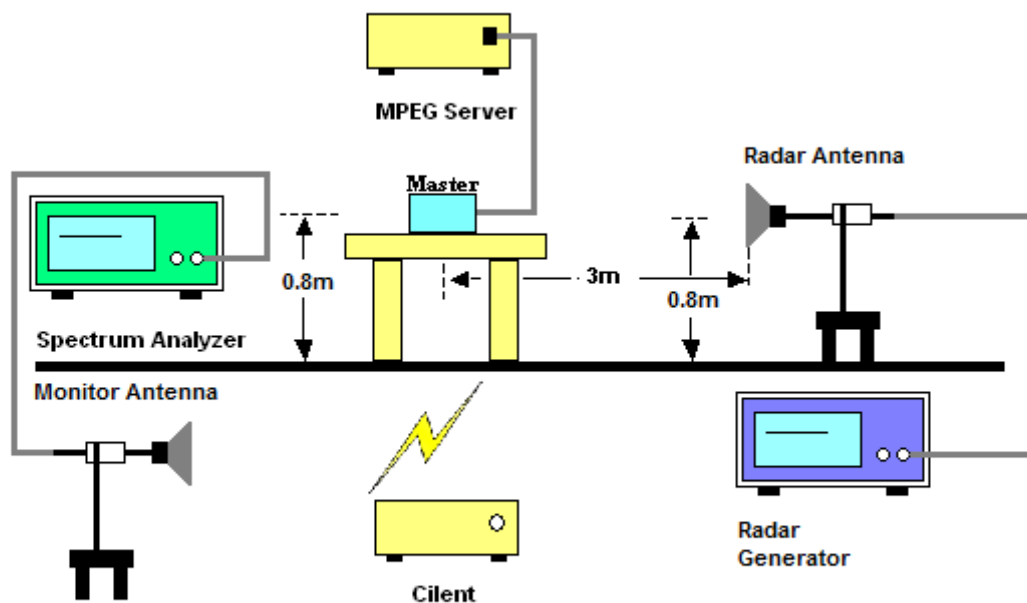 MPEG Server
Radar Antenna
Master
0.8m
3m
0.8m
Spectrum Analyzer
Monitor Antenna
Radar
Generator
Cilent